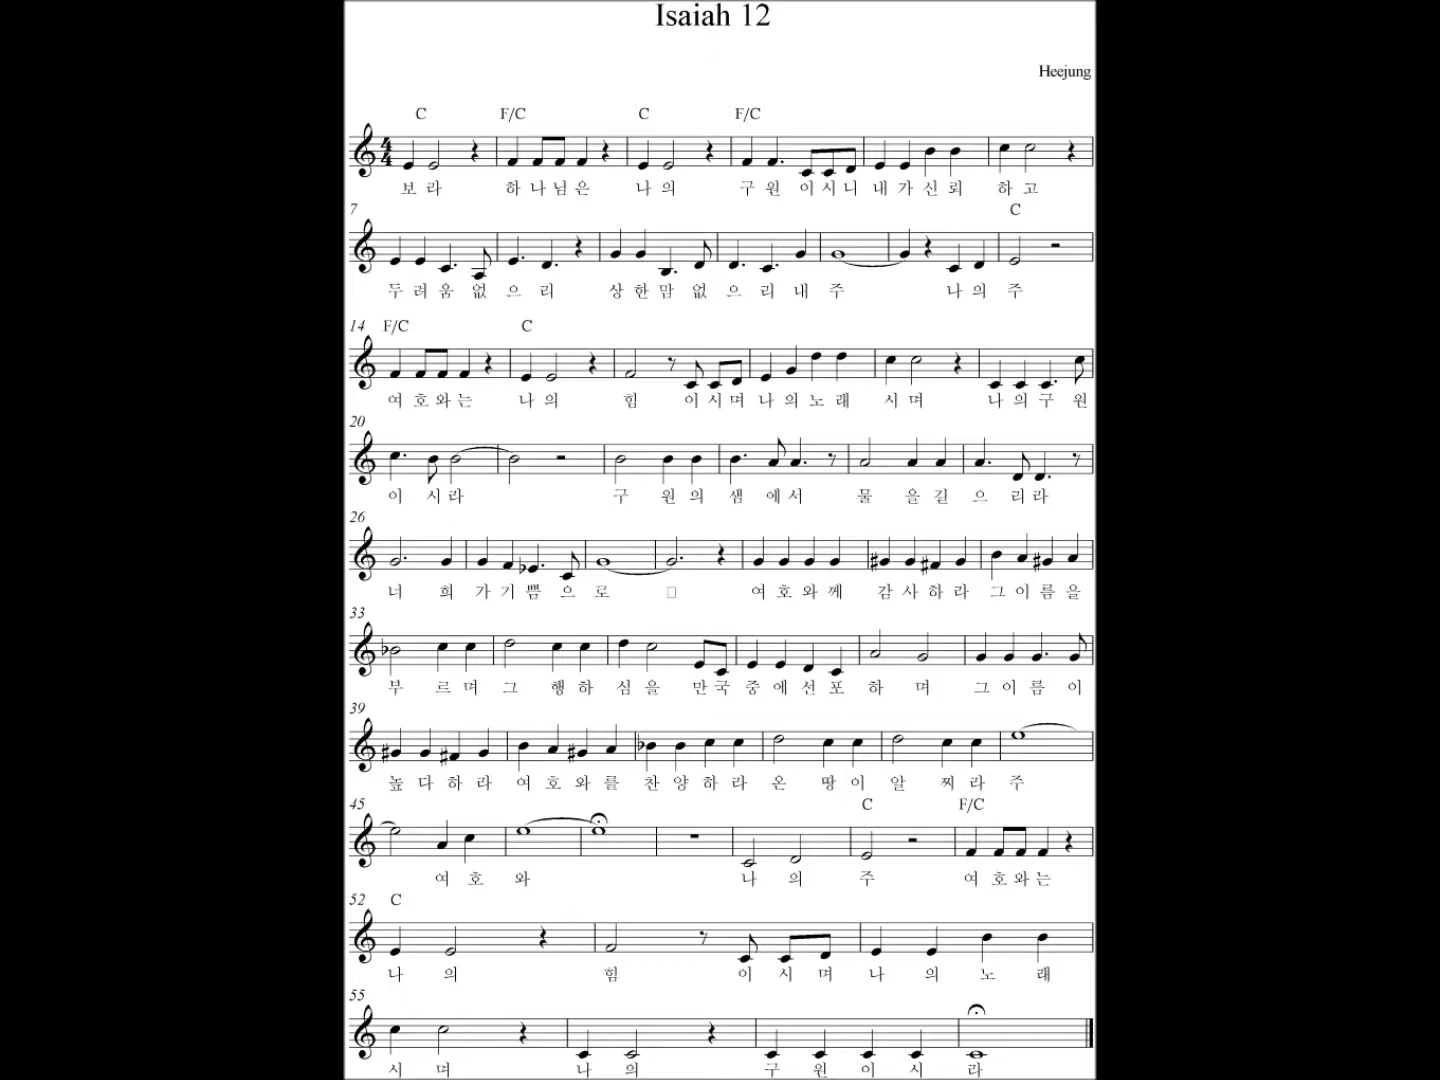 Isaiah 12
Heejung
C F/C C F/C
보 라 하 나 님 은 나 의 구 원 이 시 니 내 가 신 뢰 하 고
7 C
두 려 움 없 으 리 상 한 맘 없 으 리 내 주 나 의 주
14 F/C C
여 호 와 는 나 의 힘 이 시 며 나 의 노 래 시 며 나 의 구 원
20
이 시 라 구 원 의 샘 에 서 물 을 길 으 리 라
26
너 희 가 기 쁨 으 로 여 호 와 께 감 사 하 라 그 이 름 을
33
부 르 며 그 행 하 심 을 만 국 중 에 선 포 하 며 그 이 름 이
39
높 다 하 라 여 호 와 를 찬 양 하 라 온 땅 이 알 찌 라 주
45 C F/C
여 호 와 나 의 주 여 호 와 는
52 C
나 의 힘 이 시 며 나 의 노 래
55
시 며 나 의 구 원 이 시 라